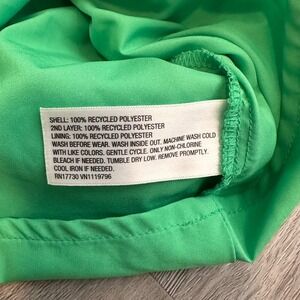 SHELL: 100% RECYCLED POLYESTER
2ND LAYER: 100% RECYCLED POLYESTER
LINING: 100% RECYCLED POLYESTER
WASH BEFORE WEAR. WASH INSIDE OUT. MACHINE WASH COLD
WITH LIKE COLORS. GENTLE CYCLE. ONLY NON-CHLORINE
BLEACH IF NEEDED. TUMBLE DRY LOW. REMOVE PROMPTLY.
COOL IRON IF NEEDED.
RN17730 VN1119796